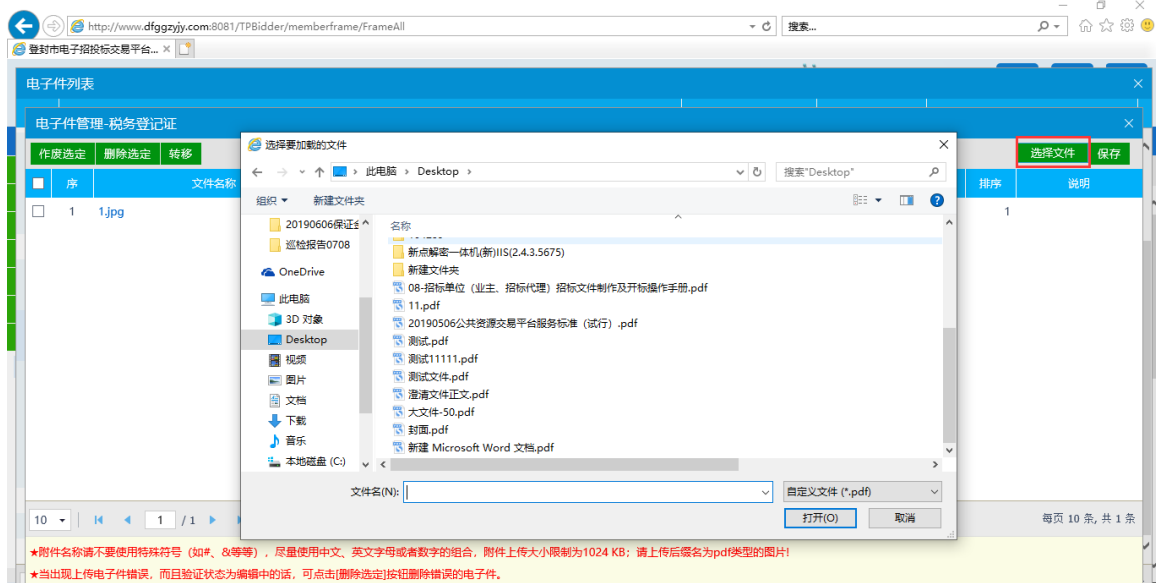 http://www.dfggzyjy.com:8081/TPBidder/memberframe/FrameAll
搜索...
登封市电子招投标交易平台...
电子件列表
电子件管理-税务登记证
作废选定 删除选定 转移
选择文件 保存
序 文件名称 排序 说明
1 1.jpg 1
选择要加载的文件
此电脑 › Desktop ›
搜索"Desktop"
组织 新建文件夹
20190606保证金
巡检报告0708
OneDrive
此电脑
3D 对象
Desktop
视频
图片
文档
下载
音乐
本地磁盘 (C:)
名称
新点解密一体机(新)IIS(2.4.3.5675)
新建文件夹
08-招标单位（业主、招标代理）招标文件制作及开标操作手册.pdf
11.pdf
20190506公共资源交易平台服务标准（试行）.pdf
测试.pdf
测试11111.pdf
测试文件.pdf
澄清文件正文.pdf
大文件-50.pdf
封面.pdf
新建 Microsoft Word 文档.pdf
文件名(N):
自定义文件 (*.pdf)
打开(O) 取消
10 1 / 1
每页 10 条, 共 1 条
★附件名称请不要使用特殊符号（如#、&等等）, 尽量使用中文、英文字母或者数字的组合, 附件上传大小限制为1024 KB; 请上传后缀名为pdf类型的图片!
★当出现上传电子件错误, 而且验证状态为编辑中的话, 可点击[删除选定]按钮删除错误的电子件。